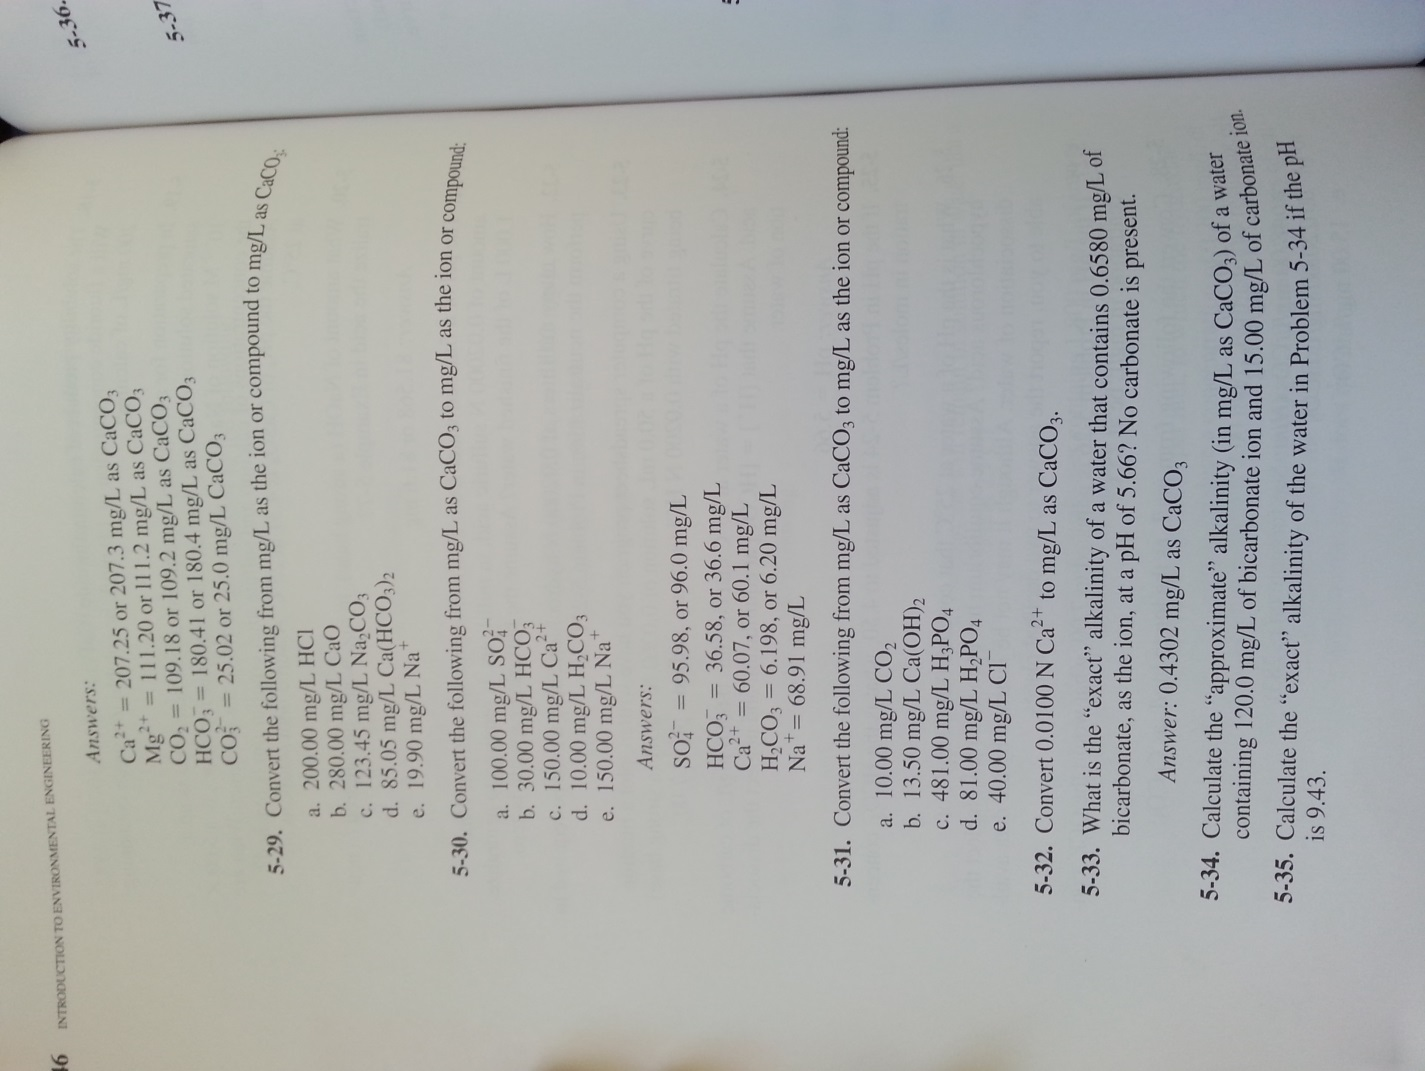 46 INTRODUCTION TO ENVIRONMENTAL ENGINEERING
Answers:
Ca²⁺ = 207.25 or 207.3 mg/L as CaCO₃
Mg²⁺ = 111.20 or 111.2 mg/L as CaCO₃
CO₂ = 109.18 or 109.2 mg/L as CaCO₃
HCO₃⁻ = 180.41 or 180.4 mg/L as CaCO₃
CO₃²⁻ = 25.02 or 25.0 mg/L CaCO₃
5-29. Convert the following from mg/L as the ion or compound to mg/L as CaCO₃:
a. 200.00 mg/L HCl
b. 280.00 mg/L CaO
c. 123.45 mg/L Na₂CO₃
d. 85.05 mg/L Ca(HCO₃)₂
e. 19.90 mg/L Na⁺
5-30. Convert the following from mg/L as CaCO₃ to mg/L as the ion or compound:
a. 100.00 mg/L SO₄²⁻
b. 30.00 mg/L HCO₃⁻
c. 150.00 mg/L Ca²⁺
d. 10.00 mg/L H₂CO₃
e. 150.00 mg/L Na⁺
Answers:
SO₄²⁻ = 95.98, or 96.0 mg/L
HCO₃⁻ = 36.58, or 36.6 mg/L
Ca²⁺ = 60.07, or 60.1 mg/L
H₂CO₃ = 6.198, or 6.20 mg/L
Na⁺ = 68.91 mg/L
5-31. Convert the following from mg/L as CaCO₃ to mg/L as the ion or compound:
a. 10.00 mg/L CO₂
b. 13.50 mg/L Ca(OH)₂
c. 481.00 mg/L H₃PO₄
d. 81.00 mg/L H₂PO₄
e. 40.00 mg/L Cl⁻
5-32. Convert 0.0100 N Ca²⁺ to mg/L as CaCO₃.
5-33. What is the “exact” alkalinity of a water that contains 0.6580 mg/L of
bicarbonate, as the ion, at a pH of 5.66? No carbonate is present.
Answer: 0.4302 mg/L as CaCO₃
5-34. Calculate the “approximate” alkalinity (in mg/L as CaCO₃) of a water
containing 120.0 mg/L of bicarbonate ion and 15.00 mg/L of carbonate ion.
5-35. Calculate the “exact” alkalinity of the water in Problem 5-34 if the pH
is 9.43.
5-36.
5-37